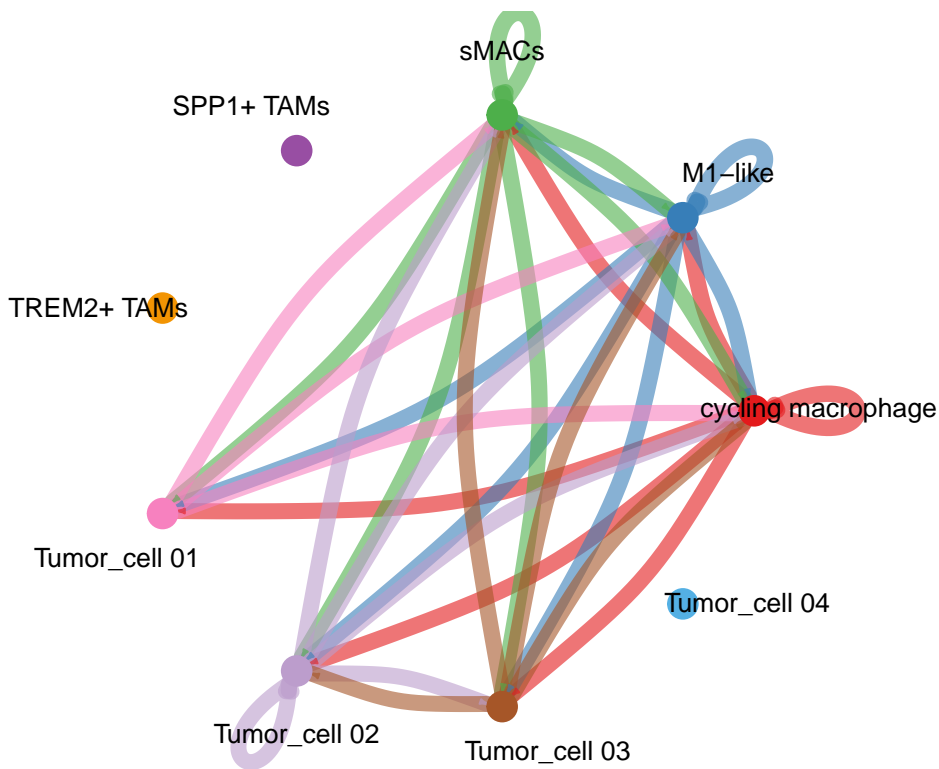 sMACs
SPP1+ TAMs
M1–like
TREM2+ TAMs
cycling macrophage
Tumor_cell 01
Tumor_cell 04
Tumor_cell 02
Tumor_cell 03